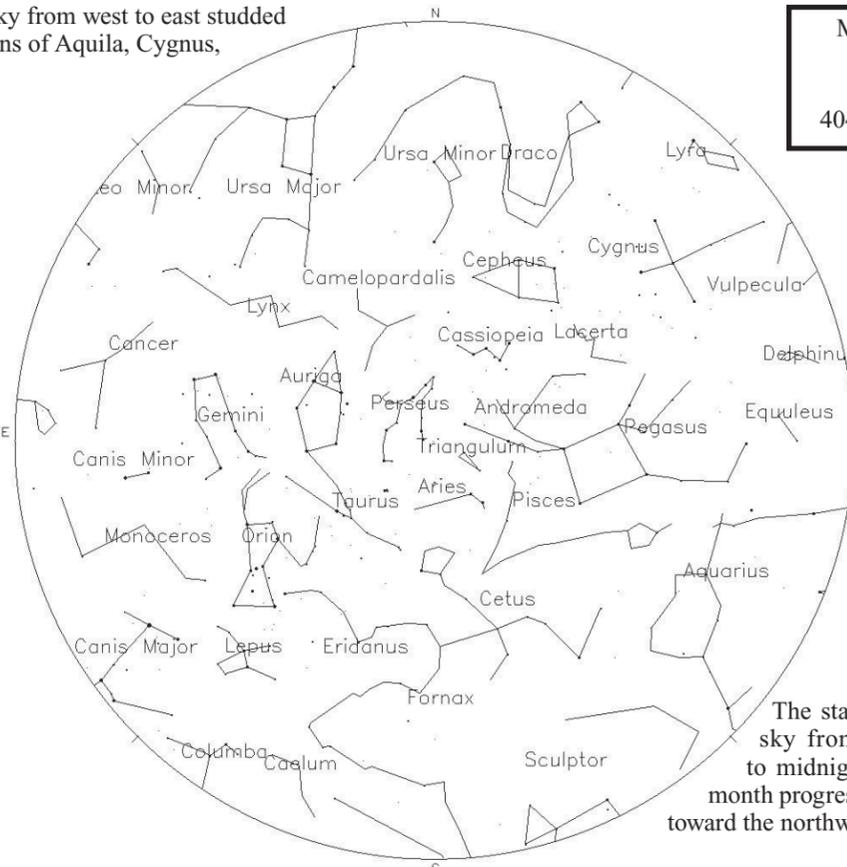 ky from west to east studded
ns of Aquila, Cygnus,
N
M
404
Ursa Minor Draco Lyra
eo Minor Ursa Major
Cygnus
Cepheus
Camelopardalis Vulpecula
Lynx
Cassiopeia Lacerta
Cancer Delphinu
Auriga
Perseus Andromeda Equuleus
Gemini Pegasus
E
Triangulum
Canis Minor
Aries
Taurus Pisces
Monoceros Orion
Aquarius
Cetus
Canis Major Lepus Eridanus
Fornax
The sta
sky from
Columba Caelum Sculptor
to midnig
month progres
toward the northw